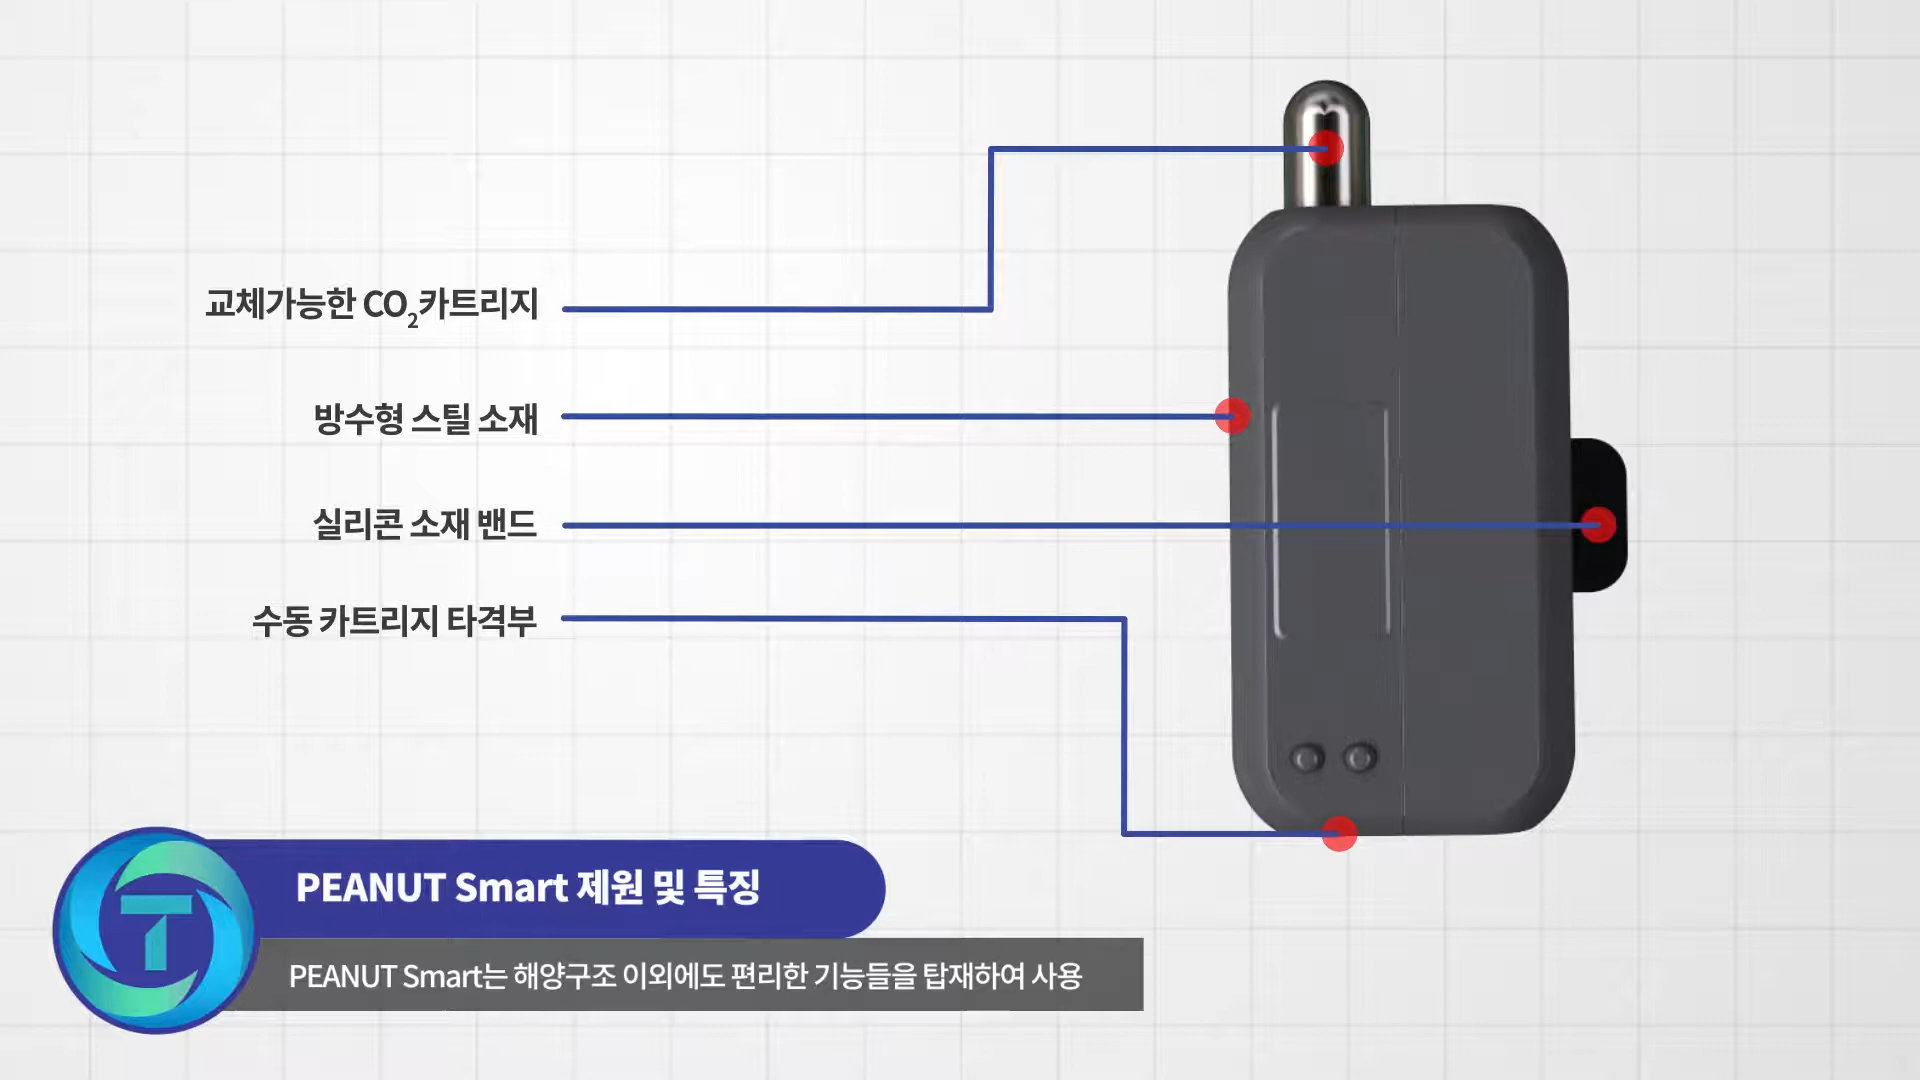 교체가능한 CO₂카트리지
방수형 스틸 소재
실리콘 소재 밴드
수동 카트리지 타격부
PEANUT Smart 제원 및 특징
PEANUT Smart는 해양구조 이외에도 편리한 기능들을 탑재하여 사용